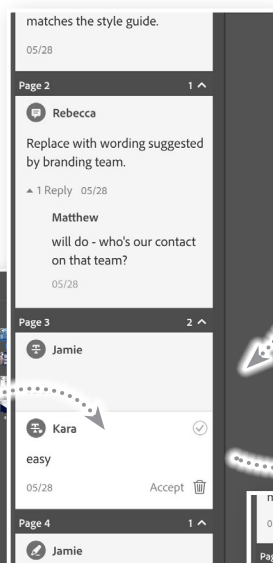 matches the style guide.
05/28
Page 2 1
Rebecca
Replace with wording suggested
by branding team.
1 Reply 05/28
Matthew
will do - who's our contact
on that team?
05/28
Page 3 2
Jamie
Kara
easy
05/28 Accept
Page 4 1
Jamie